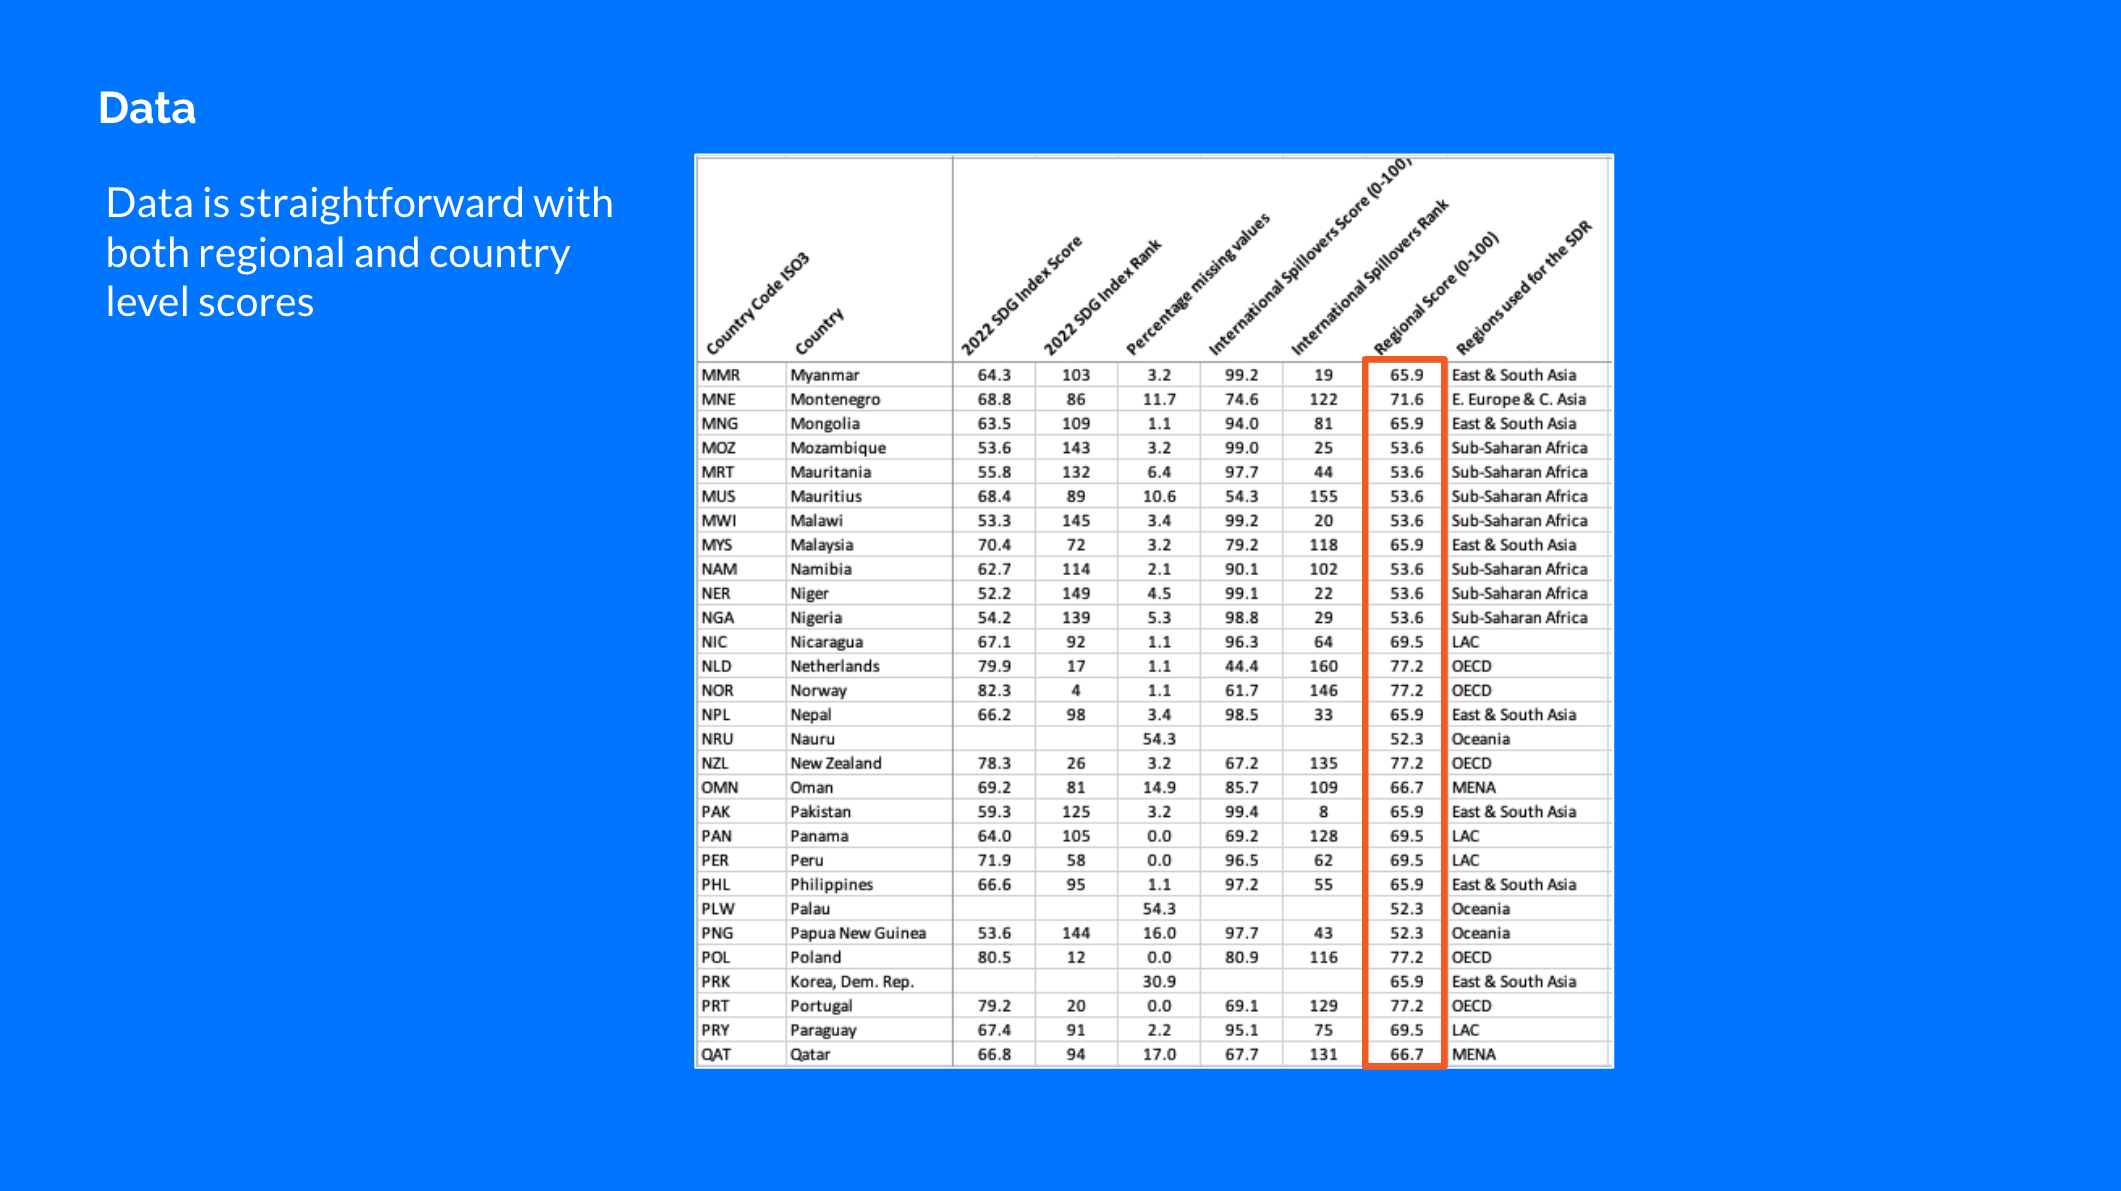 Data
Data is straightforward with
both regional and country
level scores
Country Code ISO3 Country 2022 SDG Index Score 2022 SDG Index Rank Percentage missing values International Spillovers Score (0-100) International Spillovers Rank Regional Score (0-100) Regions used for the SDR
MMR Myanmar 64.3 103 3.2 99.2 19 65.9 East & South Asia
MNE Montenegro 68.8 86 11.7 74.6 122 71.6 E. Europe & C. Asia
MNG Mongolia 63.5 109 1.1 94.0 81 65.9 East & South Asia
MOZ Mozambique 53.6 143 3.2 99.0 25 53.6 Sub-Saharan Africa
MRT Mauritania 55.8 132 6.4 97.7 44 53.6 Sub-Saharan Africa
MUS Mauritius 68.4 89 10.6 54.3 155 53.6 Sub-Saharan Africa
MWI Malawi 53.3 145 3.4 99.2 20 53.6 Sub-Saharan Africa
MYS Malaysia 70.4 72 3.2 79.2 118 65.9 East & South Asia
NAM Namibia 62.7 114 2.1 90.1 102 53.6 Sub-Saharan Africa
NER Niger 52.2 149 4.5 99.1 22 53.6 Sub-Saharan Africa
NGA Nigeria 54.2 139 5.3 98.8 29 53.6 Sub-Saharan Africa
NIC Nicaragua 67.1 92 1.1 96.3 64 69.5 LAC
NLD Netherlands 79.9 17 1.1 44.4 160 77.2 OECD
NOR Norway 82.3 4 1.1 61.7 146 77.2 OECD
NPL Nepal 66.2 98 3.4 98.5 33 65.9 East & South Asia
NRU Nauru 54.3 52.3 Oceania
NZL New Zealand 78.3 26 3.2 67.2 135 77.2 OECD
OMN Oman 69.2 81 14.9 85.7 109 66.7 MENA
PAK Pakistan 59.3 125 3.2 99.4 8 65.9 East & South Asia
PAN Panama 64.0 105 0.0 69.2 128 69.5 LAC
PER Peru 71.9 58 0.0 96.5 62 69.5 LAC
PHL Philippines 66.6 95 1.1 97.2 55 65.9 East & South Asia
PLW Palau 54.3 52.3 Oceania
PNG Papua New Guinea 53.6 144 16.0 97.7 43 52.3 Oceania
POL Poland 80.5 12 0.0 80.9 116 77.2 OECD
PRK Korea, Dem. Rep. 30.9 65.9 East & South Asia
PRT Portugal 79.2 20 0.0 69.1 129 77.2 OECD
PRY Paraguay 67.4 91 2.2 95.1 75 69.5 LAC
QAT Qatar 66.8 94 17.0 67.7 131 66.7 MENA